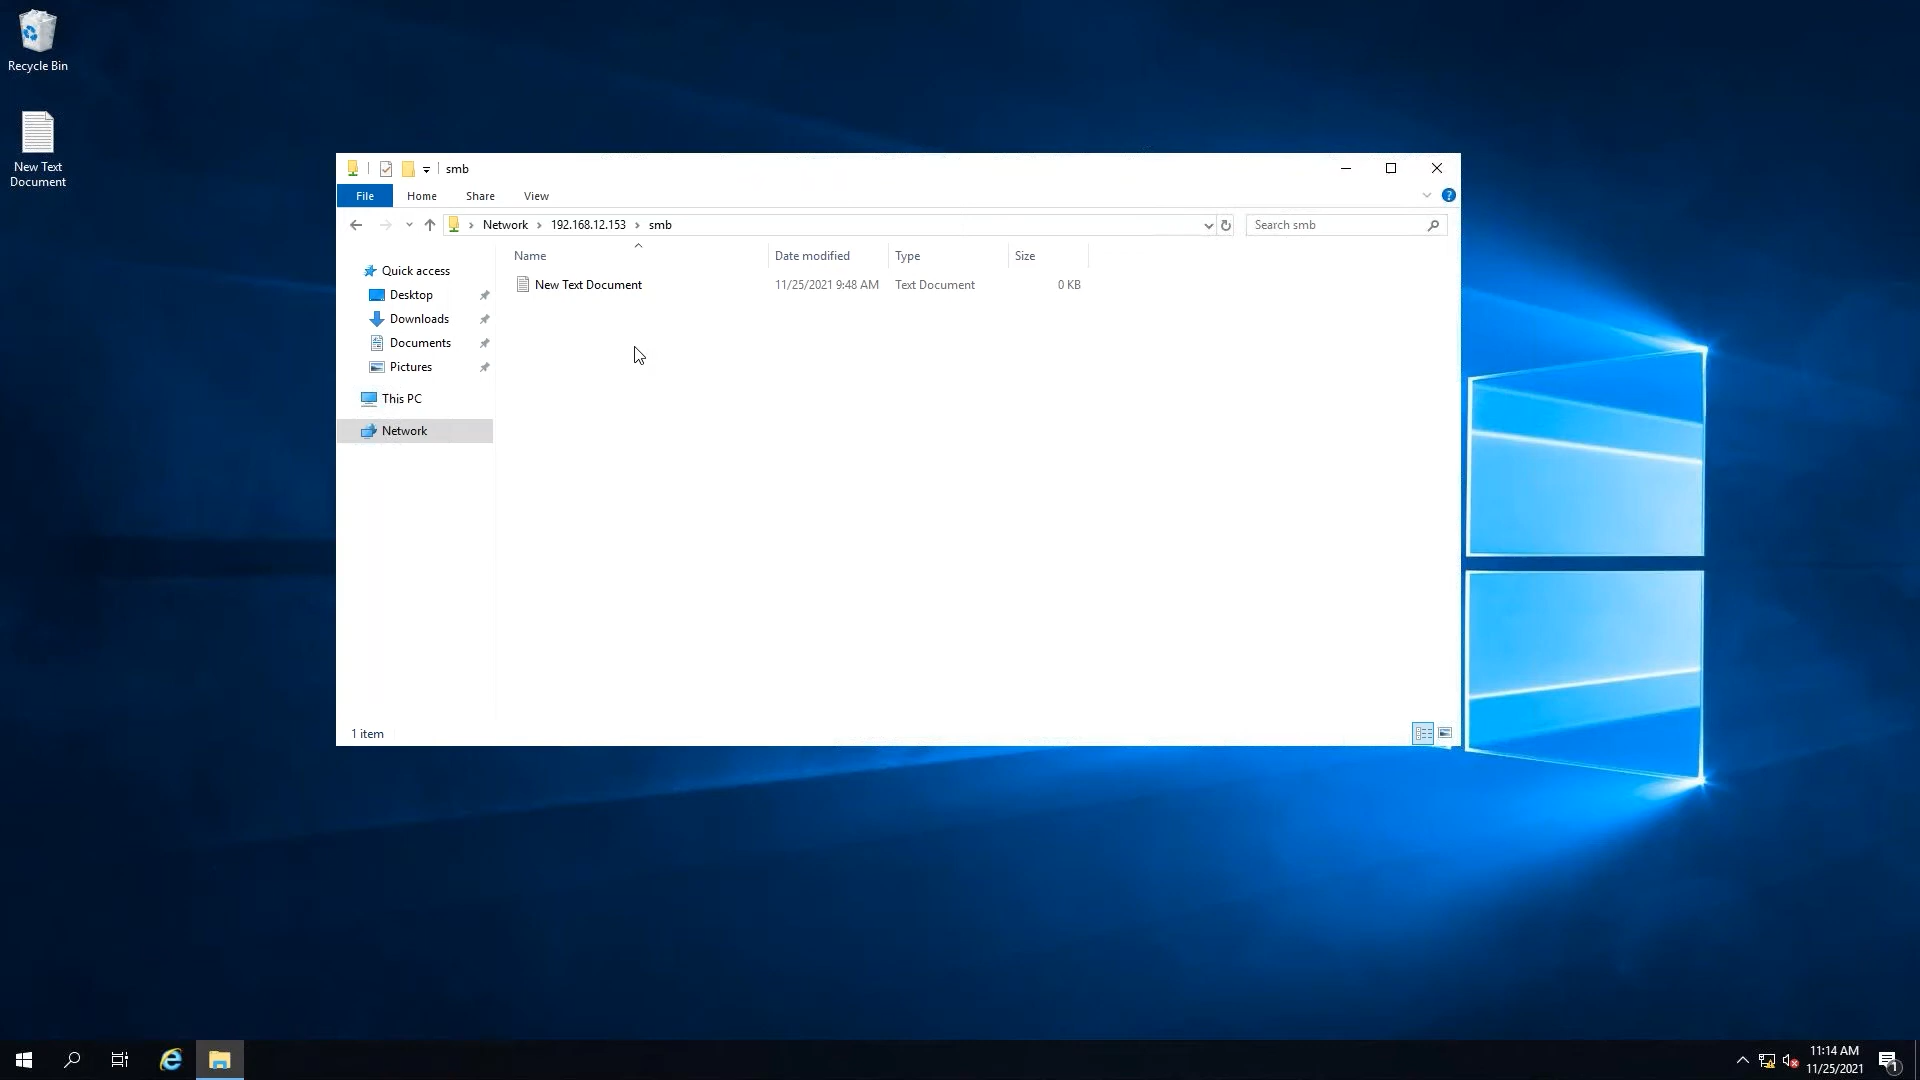 Recycle Bin
New Text
Document
smb
File Home Share View
Network 192.168.12.153 smb
Search smb
Name Date modified Type Size
New Text Document 11/25/2021 9:48 AM Text Document 0 KB
Quick access
Desktop
Downloads
Documents
Pictures
This PC
Network
1 item
11:14 AM
11/25/2021
1